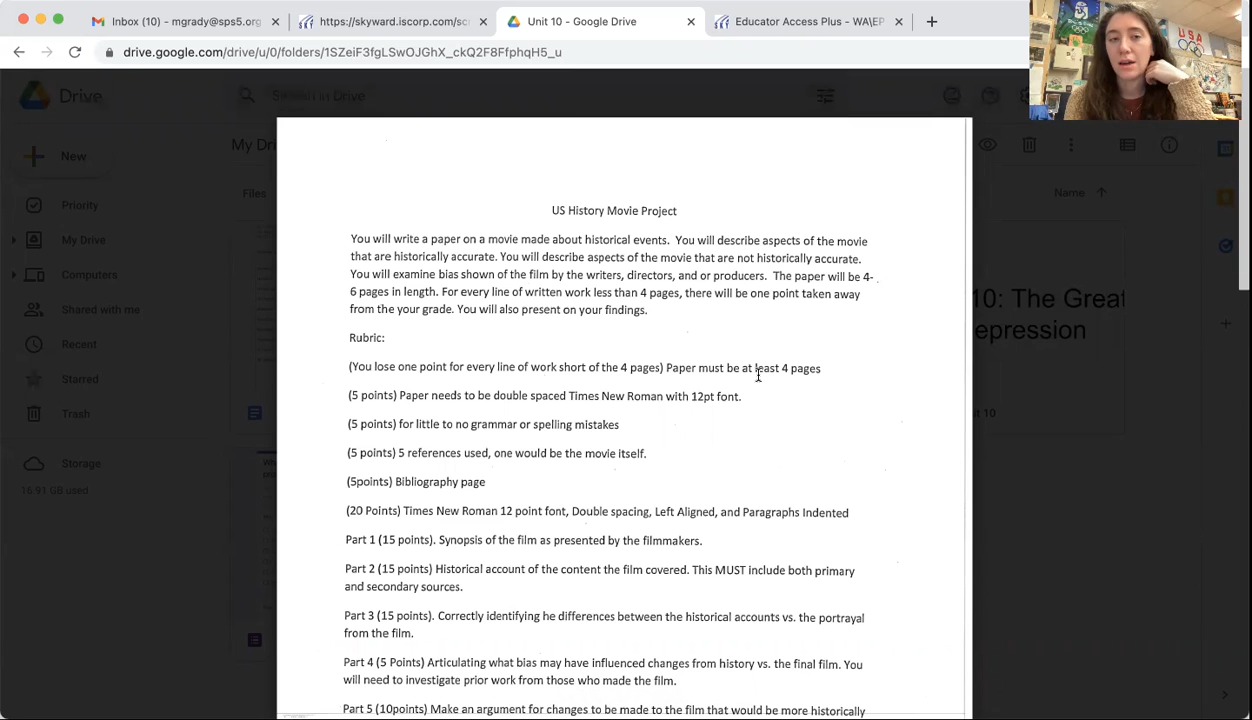 Inbox (10) - mgrady@sps5.org
https://skyward.iscorp.com/scr
Unit 10 - Google Drive
Educator Access Plus - WA\EP
drive.google.com/drive/u/0/folders/1SZeiF3fgLSwOJGhX_ckQ2F8FfphqH5_u
USA
Drive
Search in Drive
New
My Dri
Name
Files
Priority
My Drive
Computers
Shared with me
Recent
Starred
Trash
Storage
16.91 GB used
10: The Great
epression
10
US History Movie Project
You will write a paper on a movie made about historical events. You will describe aspects of the movie
that are historically accurate. You will describe aspects of the movie that are not historically accurate.
You will examine bias shown of the film by the writers, directors, and or producers. The paper will be 4-
6 pages in length. For every line of written work less than 4 pages, there will be one point taken away
from the your grade. You will also present on your findings.
Rubric:
(You lose one point for every line of work short of the 4 pages) Paper must be at least 4 pages
(5 points) Paper needs to be double spaced Times New Roman with 12pt font.
(5 points) for little to no grammar or spelling mistakes
(5 points) 5 references used, one would be the movie itself.
(5points) Bibliography page
(20 Points) Times New Roman 12 point font, Double spacing, Left Aligned, and Paragraphs Indented
Part 1 (15 points). Synopsis of the film as presented by the filmmakers.
Part 2 (15 points) Historical account of the content the film covered. This MUST include both primary
and secondary sources.
Part 3 (15 points). Correctly identifying he differences between the historical accounts vs. the portrayal
from the film.
Part 4 (5 Points) Articulating what bias may have influenced changes from history vs. the final film. You
will need to investigate prior work from those who made the film.
Part 5 (10points) Make an argument for changes to be made to the film that would be more historically